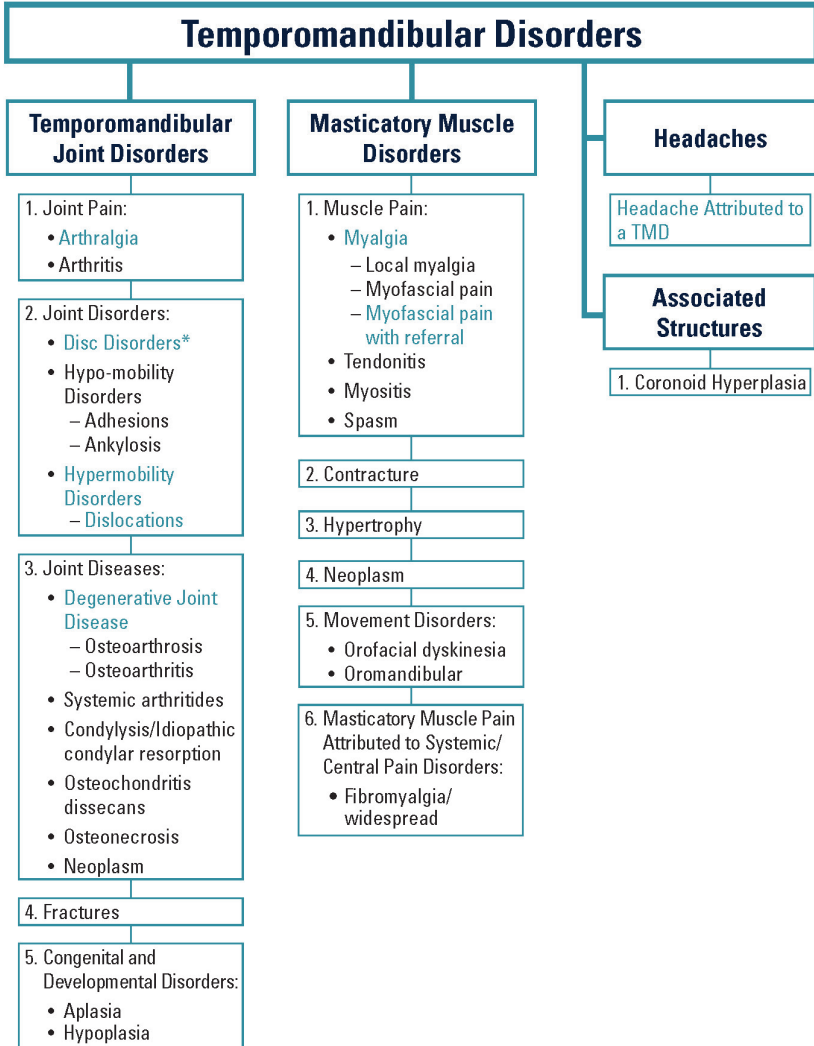 Temporomandibular Disorders
Temporomandibular
Joint Disorders
1. Joint Pain:
• Arthralgia
• Arthritis
2. Joint Disorders:
• Disc Disorders*
• Hypo-mobility
Disorders
– Adhesions
– Ankylosis
• Hypermobility
Disorders
– Dislocations
3. Joint Diseases:
• Degenerative Joint
Disease
– Osteoarthrosis
– Osteoarthritis
• Systemic arthritides
• Condylysis/Idiopathic
condylar resorption
• Osteochondritis
dissecans
• Osteonecrosis
• Neoplasm
4. Fractures
5. Congenital and
Developmental Disorders:
• Aplasia
• Hypoplasia
Masticatory Muscle
Disorders
1. Muscle Pain:
• Myalgia
– Local myalgia
– Myofascial pain
– Myofascial pain
with referral
• Tendonitis
• Myositis
• Spasm
2. Contracture
3. Hypertrophy
4. Neoplasm
5. Movement Disorders:
• Orofacial dyskinesia
• Oromandibular
6. Masticatory Muscle Pain
Attributed to Systemic/
Central Pain Disorders:
• Fibromyalgia/
widespread
Headaches
Headache Attributed to
a TMD
Associated
Structures
1. Coronoid Hyperplasia